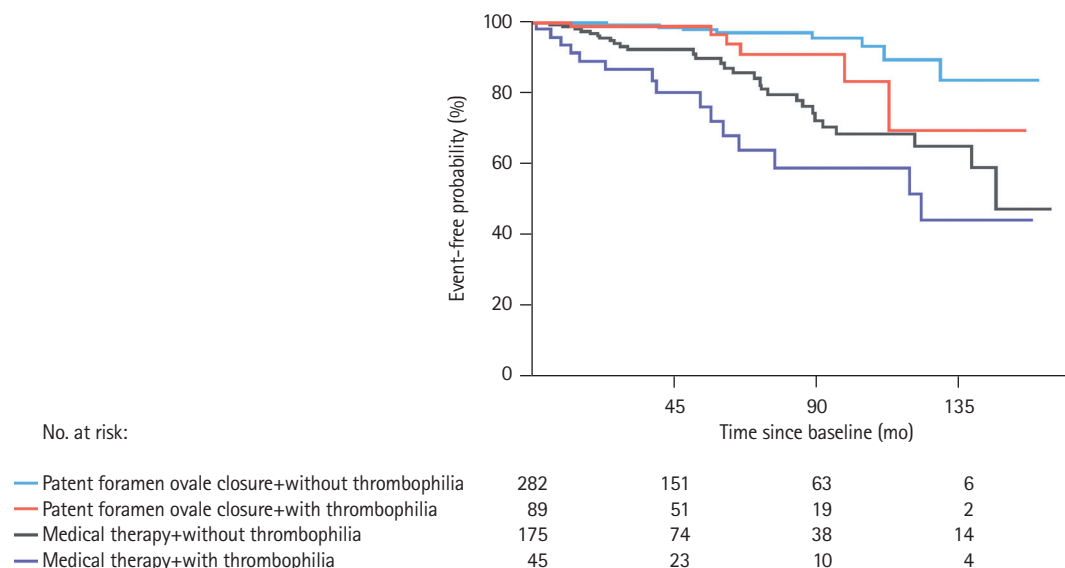 100
80
60
40
20
0
Event-free probability (%)
45 90 135
Time since baseline (mo)
No. at risk:
Patent foramen ovale closure+without thrombophilia 282 151 63 6
Patent foramen ovale closure+with thrombophilia 89 51 19 2
Medical therapy+without thrombophilia 175 74 38 14
Medical therapy+with thrombophilia 45 23 10 4